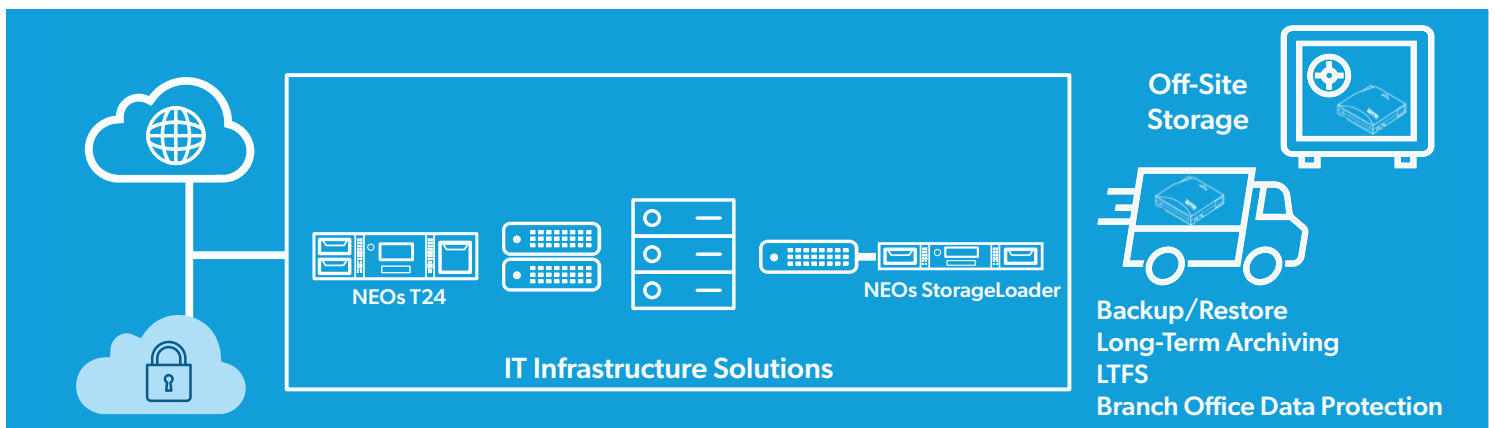 Off-Site
Storage
NEOs T24
NEOs StorageLoader
IT Infrastructure Solutions
Backup/Restore
Long-Term Archiving
LTFS
Branch Office Data Protection